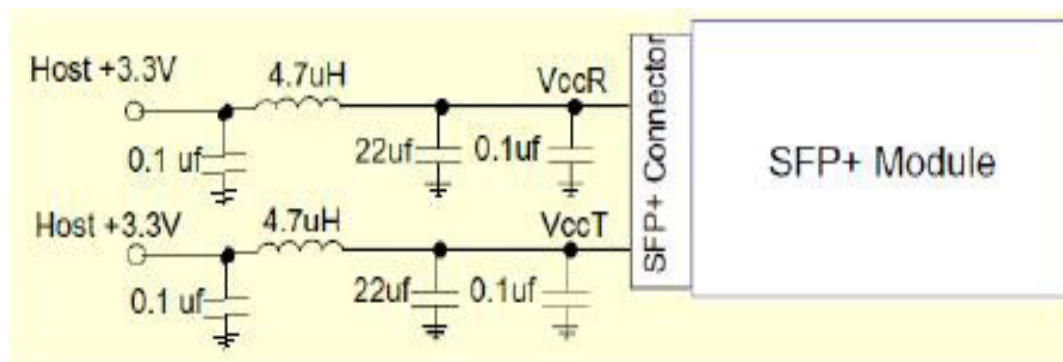 Host +3.3V
4.7uH
VccR
0.1 uf
22uf
0.1uf
Host +3.3V
4.7uH
VccT
0.1 uf
22uf
0.1uf
SFP+ Connector
SFP+ Module